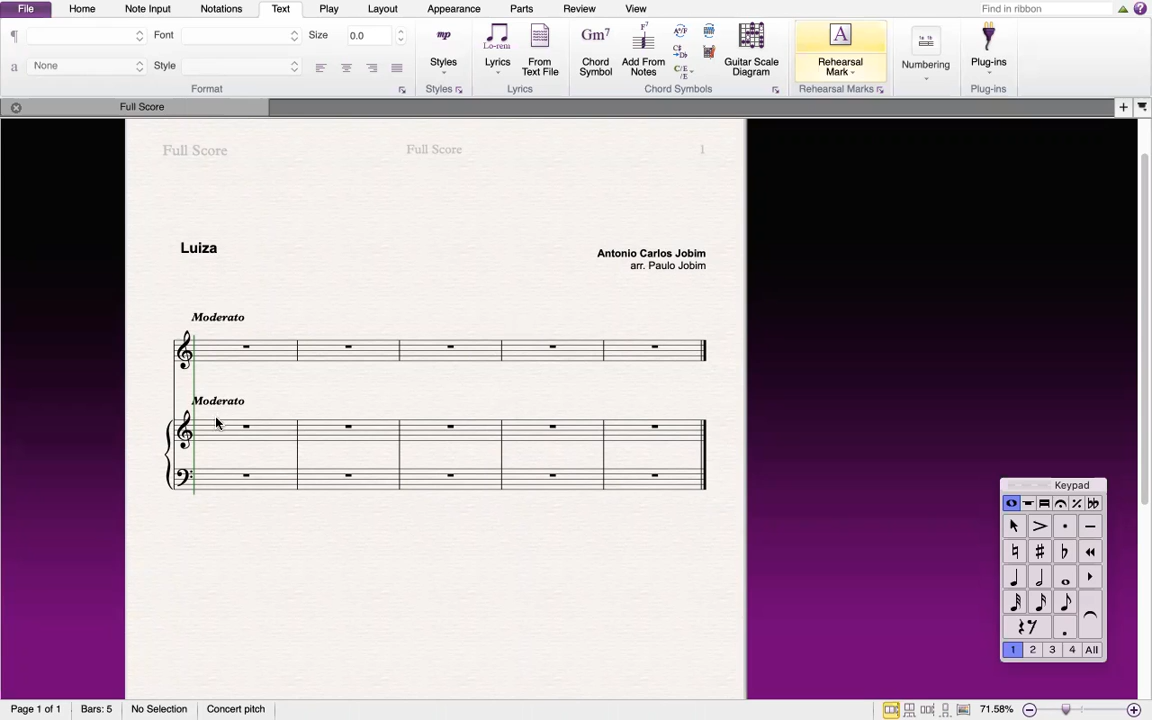 File Home Note Input Notations Text Play Layout Appearance Parts Review View Find in ribbon
Font Size 0.0
mp
Styles
Lo-rem
Lyrics
From
Text File
Gm⁷
Chord
Symbol
Add From
Notes
Guitar Scale
Diagram
A
Rehearsal
Mark
Numbering
Plug-ins
a None Style
Format Styles Lyrics Chord Symbols Rehearsal Marks Plug-ins
Full Score
Full Score Full Score 1
Luiza
Antonio Carlos Jobim
arr. Paulo Jobim
Moderato
Moderato
Keypad
1 2 3 4 All
Page 1 of 1 Bars: 5 No Selection Concert pitch 71.58%